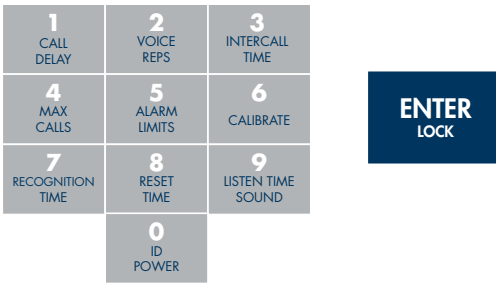 1
CALL
DELAY
2
VOICE
REPS
3
INTERCALL
TIME
4
MAX
CALLS
5
ALARM
LIMITS
6
CALIBRATE
7
RECOGNITION
TIME
8
RESET
TIME
9
LISTEN TIME
SOUND
0
ID
POWER
ENTER
LOCK